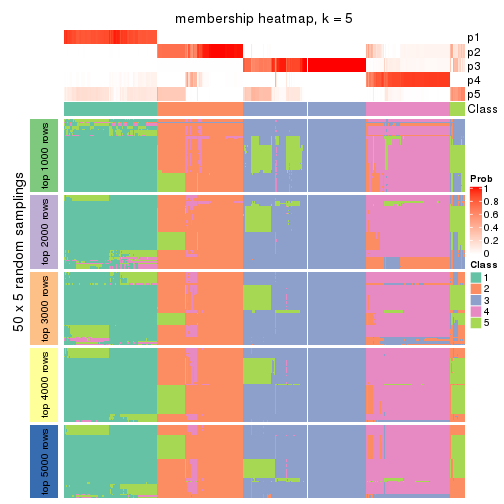 membership heatmap, k = 5
p1
p2
p3
p4
p5
Class
50 x 5 random samplings
top 1000 rows
top 2000 rows
top 3000 rows
top 4000 rows
top 5000 rows
Prob
1
0.8
0.6
0.4
0.2
0
Class
1
2
3
4
5